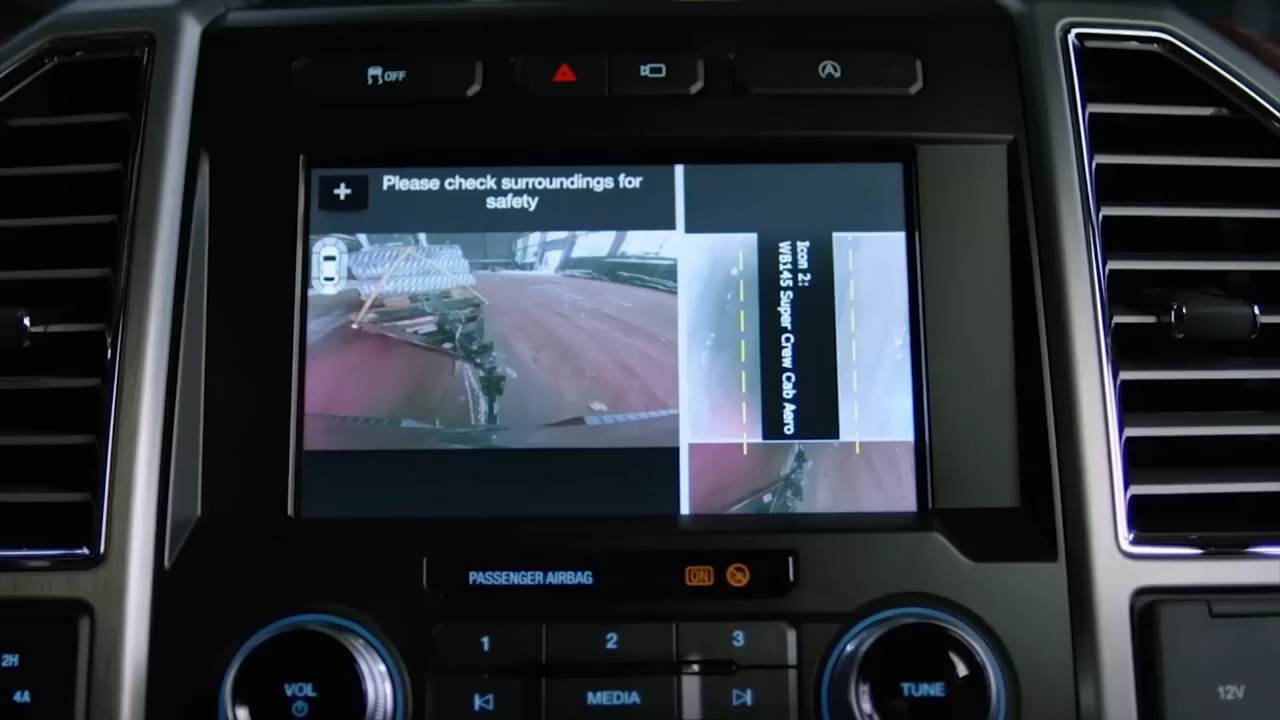 OFF
Please check surroundings for
safety
+
Icon 2:
WB145 Super Crew Cab Aero
PASSENGER AIRBAG
ON
1
2
3
2H
4A
VOL
MEDIA
TUNE
12V